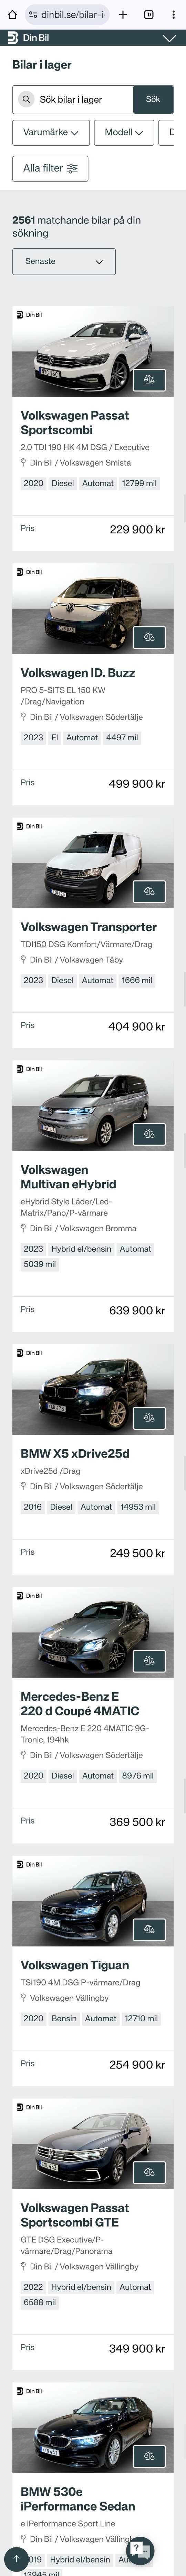 dinbil.se/bilar-i-
Din Bil
Bilar i lager
Sök bilar i lager
Sök
Varumärke
Modell
Alla filter
2561 matchande bilar på din
sökning
Senaste
Din Bil
Volkswagen Passat
Sportscombi
2.0 TDI 190 HK 4M DSG / Executive
Din Bil / Volkswagen Smista
2020 Diesel Automat 12799 mil
Pris 229 900 kr
Din Bil
Volkswagen ID. Buzz
PRO 5-SITS EL 150 KW
/Drag/Navigation
Din Bil / Volkswagen Södertälje
2023 El Automat 4497 mil
Pris 499 900 kr
Din Bil
Volkswagen Transporter
TDI150 DSG Komfort/Värmare/Drag
Din Bil / Volkswagen Täby
2023 Diesel Automat 1666 mil
Pris 404 900 kr
Din Bil
Volkswagen
Multivan eHybrid
eHybrid Style Läder/Led-
Matrix/Pano/P-värmare
Din Bil / Volkswagen Bromma
2023 Hybrid el/bensin Automat
5039 mil
Pris 639 900 kr
Din Bil
BMW X5 xDrive25d
xDrive25d /Drag
Din Bil / Volkswagen Södertälje
2016 Diesel Automat 14953 mil
Pris 249 500 kr
Din Bil
Mercedes-Benz E
220 d Coupé 4MATIC
Mercedes-Benz E 220 4MATIC 9G-
Tronic, 194hk
Din Bil / Volkswagen Södertälje
2020 Diesel Automat 8976 mil
Pris 369 500 kr
Din Bil
Volkswagen Tiguan
TSI190 4M DSG P-värmare/Drag
Volkswagen Vällingby
2020 Bensin Automat 12710 mil
Pris 254 900 kr
Din Bil
Volkswagen Passat
Sportscombi GTE
GTE DSG Executive/P-
värmare/Drag/Panorama
Din Bil / Volkswagen Vällingby
2022 Hybrid el/bensin Automat
6588 mil
Pris 349 900 kr
Din Bil
BMW 530e
iPerformance Sedan
e iPerformance Sport Line
Din Bil / Volkswagen
Hybrid el/bensin
13945 mil